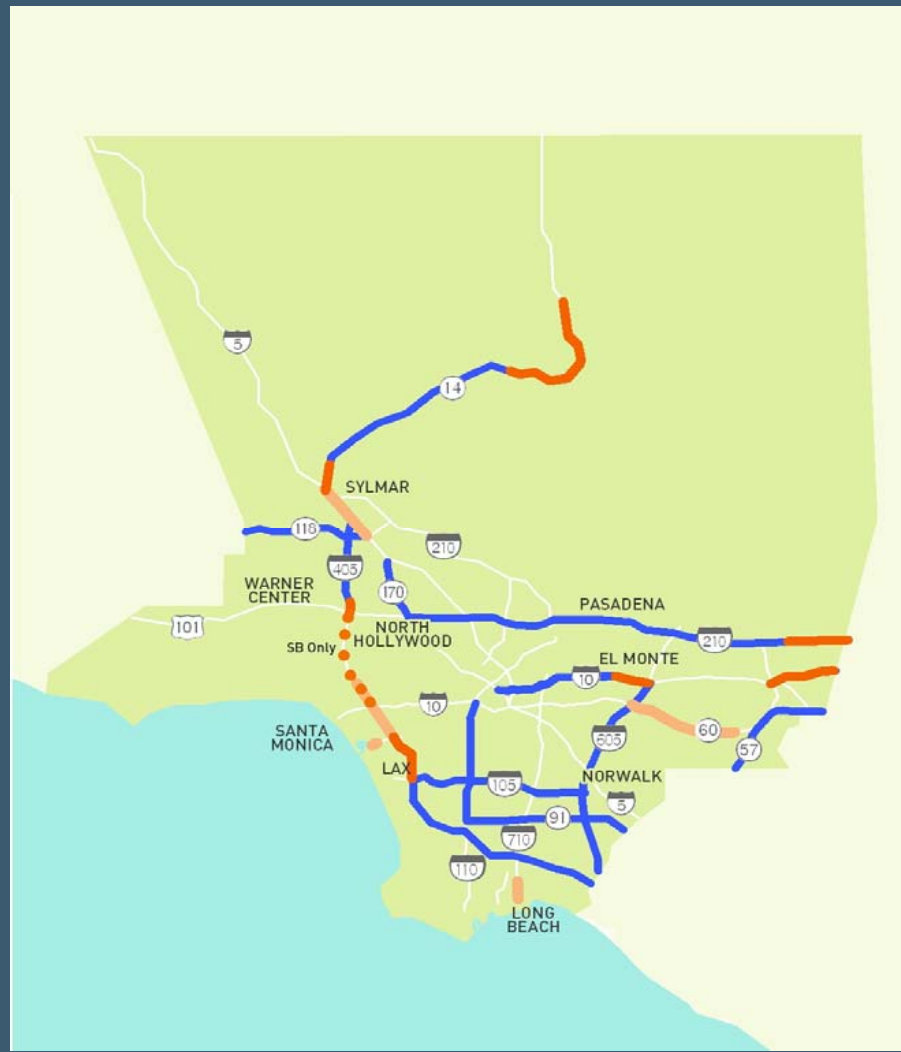 5
14
SYLMAR
118
210
405
WARNER
CENTER
170
PASADENA
101
NORTH
HOLLYWOOD
210
SB Only
EL MONTE
10
10
SANTA
MONICA
60
605
57
LAX
NORWALK
105
5
91
710
110
LONG
BEACH